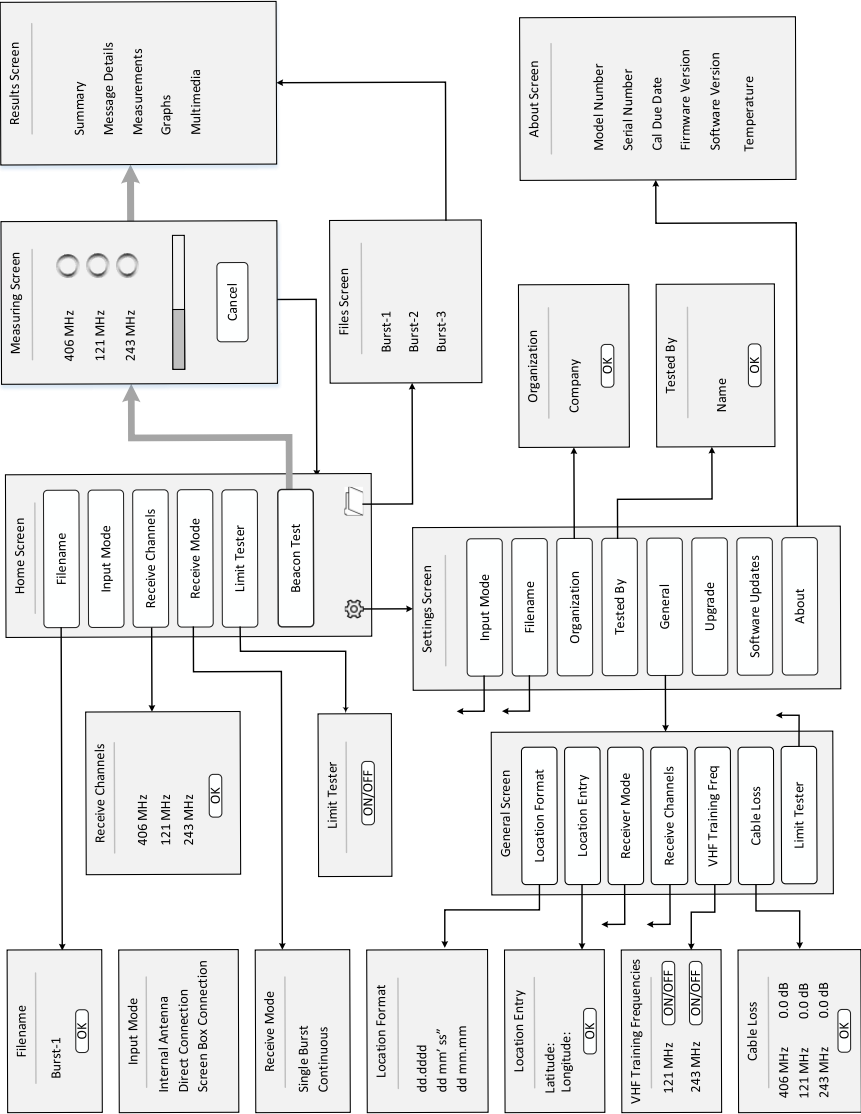 Filename
Burst-1
OK
Input Mode
Internal Antenna
Direct Connection
Screen Box Connection
Receive Mode
Single Burst
Continuous
Location Format
dd.dddd
dd mm' ss”
dd mm.mm
Location Entry
Latitude:
Longitude:
OK
VHF Training Frequencies
121 MHz ON/OFF
243 MHz ON/OFF
Cable Loss
406 MHz 0.0 dB
121 MHz 0.0 dB
243 MHz 0.0 dB
OK
Receive Channels
406 MHz
121 MHz
243 MHz
OK
Limit Tester
ON/OFF
General Screen
Location Format
Location Entry
Receiver Mode
Receive Channels
VHF Training Freq
Cable Loss
Limit Tester
Home Screen
Filename
Input Mode
Receive Channels
Receive Mode
Limit Tester
Beacon Test
Settings Screen
Input Mode
Filename
Organization
Tested By
General
Upgrade
Software Updates
About
Measuring Screen
406 MHz
121 MHz
243 MHz
Cancel
Files Screen
Burst-1
Burst-2
Burst-3
Organization
Company
OK
Tested By
Name
OK
Results Screen
Summary
Message Details
Measurements
Graphs
Multimedia
About Screen
Model Number
Serial Number
Cal Due Date
Firmware Version
Software Version
Temperature